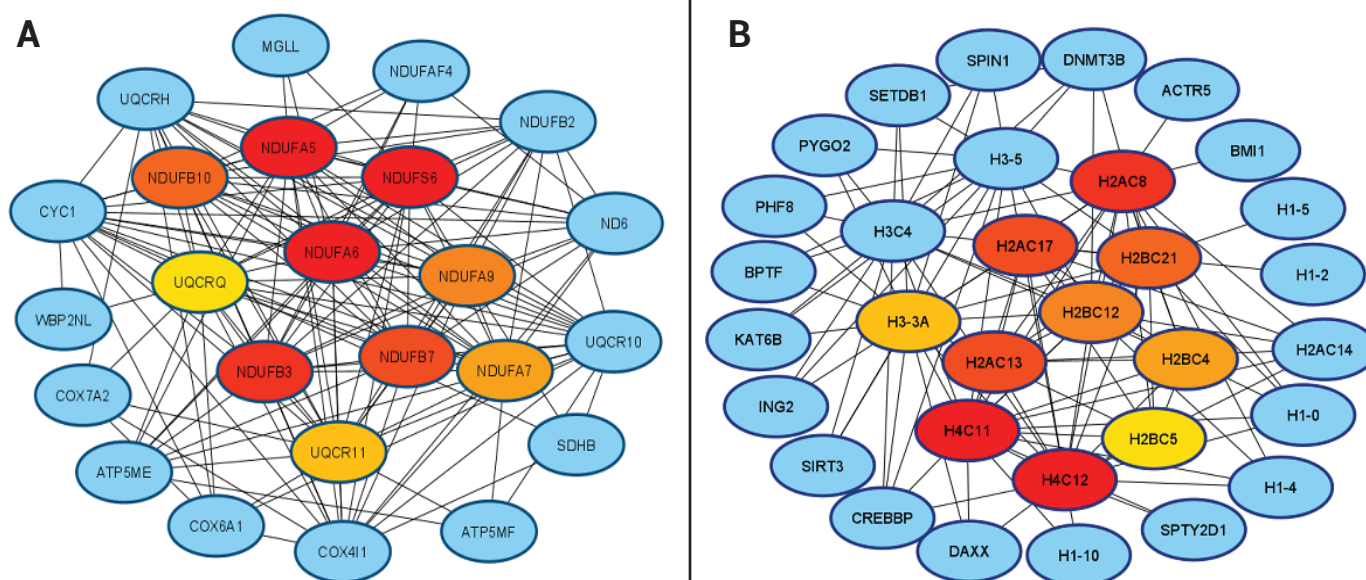 A
MGLL
NDUFAF4
UQCRH
NDUFB2
NDUFA5
NDUFB10
NDUFS6
CYC1
ND6
NDUFA6
NDUFA9
UQCRQ
WBP2NL
UQCR10
NDUFB7
NDUFB3
NDUFA7
COX7A2
SDHB
UQCR11
ATP5ME
COX6A1
ATP5MF
COX4I1
B
SPIN1
DNMT3B
ACTR5
SETDB1
PYGO2
BMI1
H3-5
H2AC8
PHF8
H1-5
H3C4
H2AC17
H2BC21
BPTF
H1-2
H2BC12
H3-3A
KAT6B
H2AC14
H2AC13
H2BC4
ING2
H1-0
H4C11
H2BC5
SIRT3
H4C12
H1-4
CREBBP
SPTY2D1
DAXX
H1-10